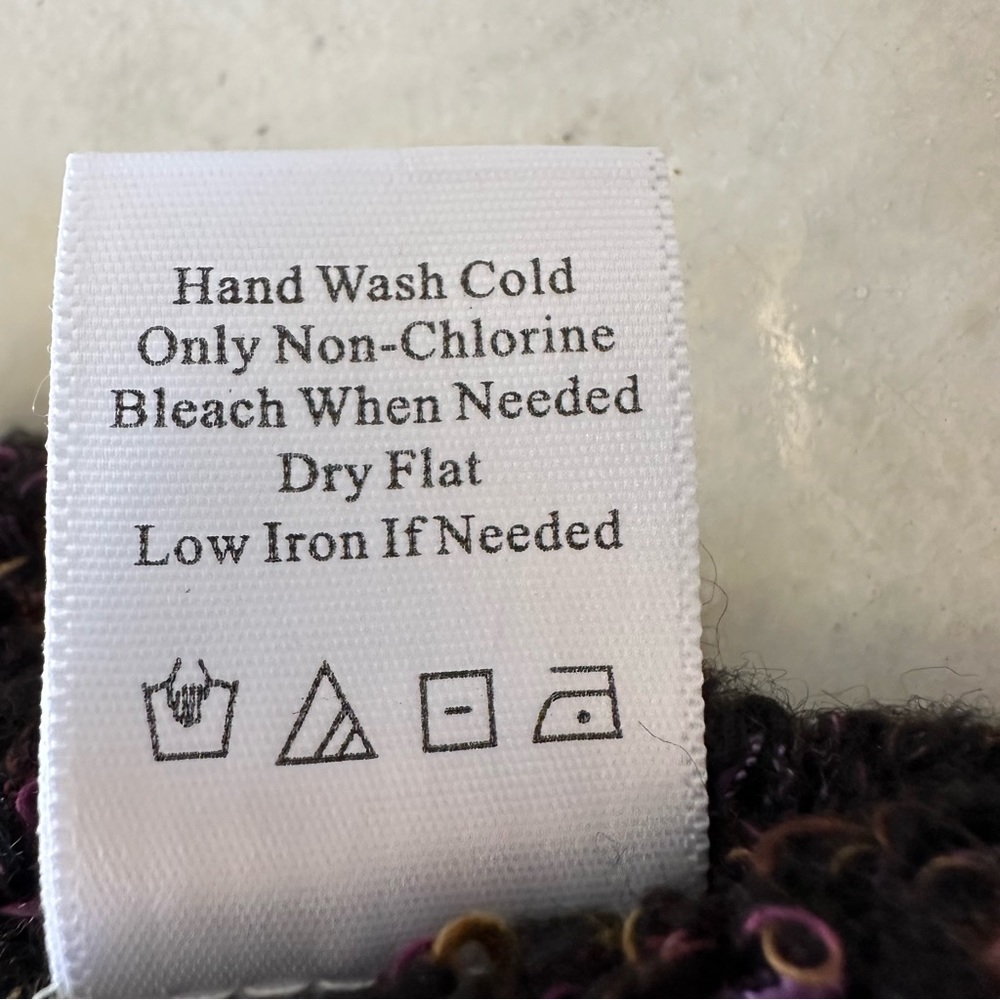 Hand Wash Cold
Only Non-Chlorine
Bleach When Needed
Dry Flat
Low Iron If Needed